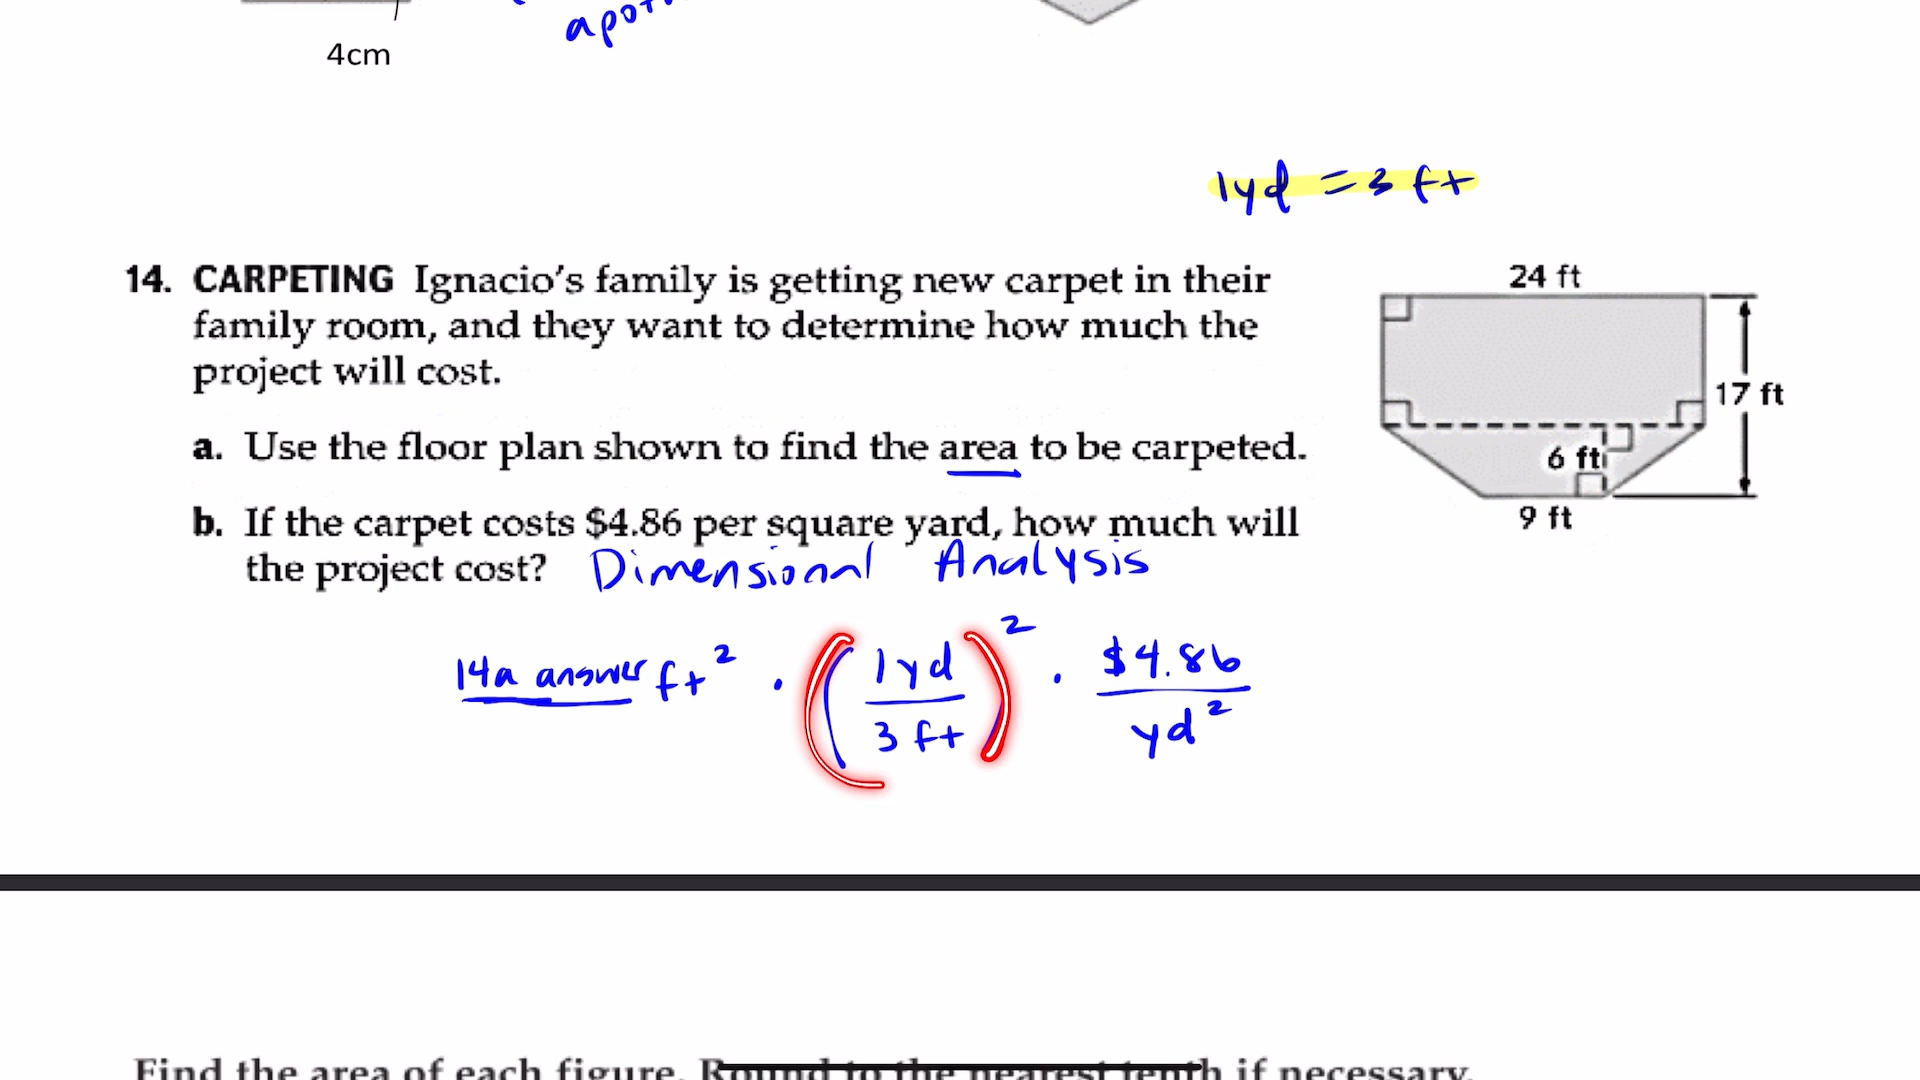 4cm
1yd = 3 ft
14. CARPETING Ignacio's family is getting new carpet in their
family room, and they want to determine how much the
project will cost.
a. Use the floor plan shown to find the area to be carpeted.
b. If the carpet costs $4.86 per square yard, how much will
the project cost? Dimensional Analysis
24 ft
17 ft
6 ft
9 ft
14a answer ft² · (1yd / 3 ft)² · $4.86 / yd²
Find the area of each figure. Round to the nearest tenth if necessary.